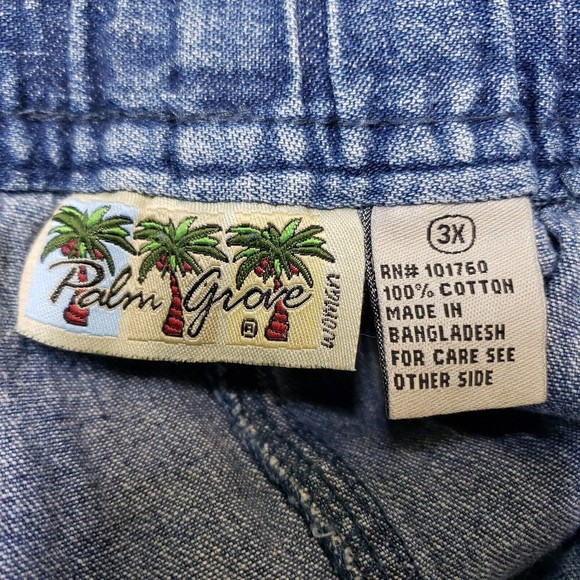 Palm Grove
®
woman
3X
RN# 101760
100% COTTON
MADE IN
BANGLADESH
FOR CARE SEE
OTHER SIDE